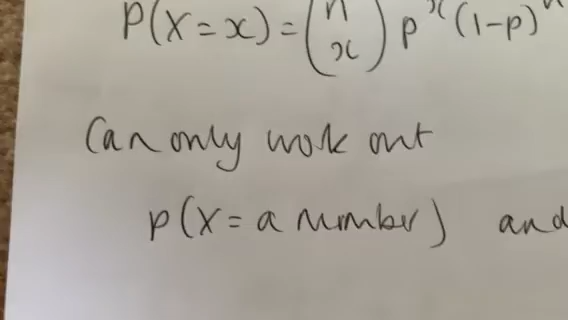 P(X=x)=(n x) p^x (1-p)
Can only work out
p(X= a number) and